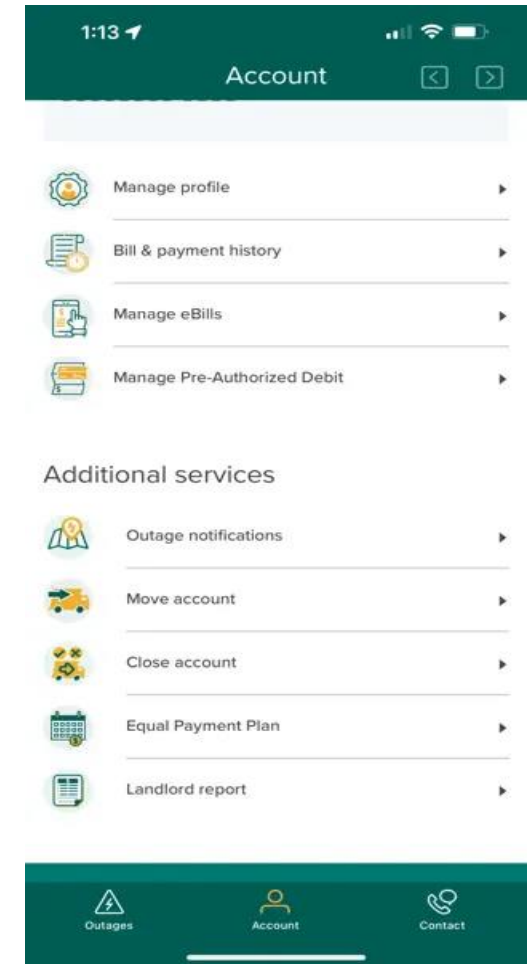 1:13
Account
Manage profile
Bill & payment history
Manage eBills
Manage Pre-Authorized Debit
Additional services
Outage notifications
Move account
Close account
Equal Payment Plan
Landlord report
Outages
Account
Contact